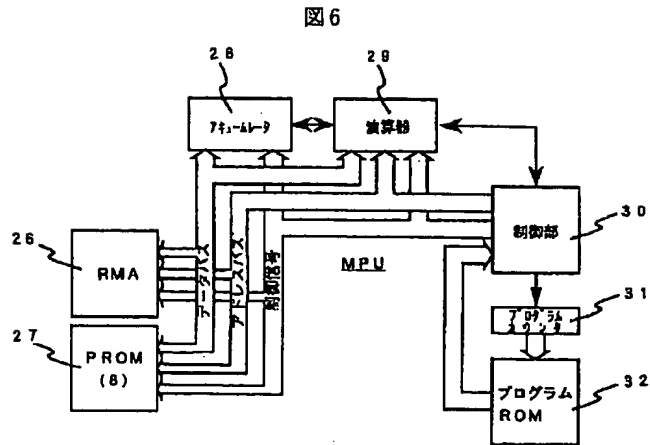 図6
28
29
アキュームレータ
演算器
制御部
30
26
RMA
データバス
アドレスバス
制御信号
MPU
プログラム
カウンタ
31
27
PROM
(8)
プログラム
ROM
32